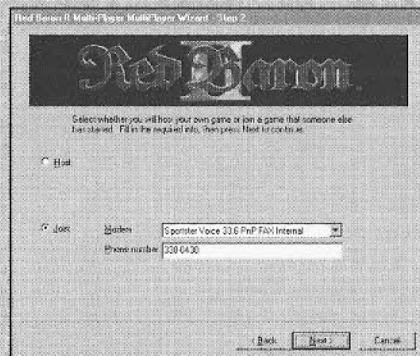 Red Baron II Multi-Player MultiPlayer Wizard - Step 2
Red Baron II
Select whether you will host your own game or join a game that someone else
has started. Fill in the required info, then press Next to continue.
Host
Join
Modem
Sportster Voice 33.6 PnP FAX Internal
Phone number
338-0430
< Back
Next >
Cancel